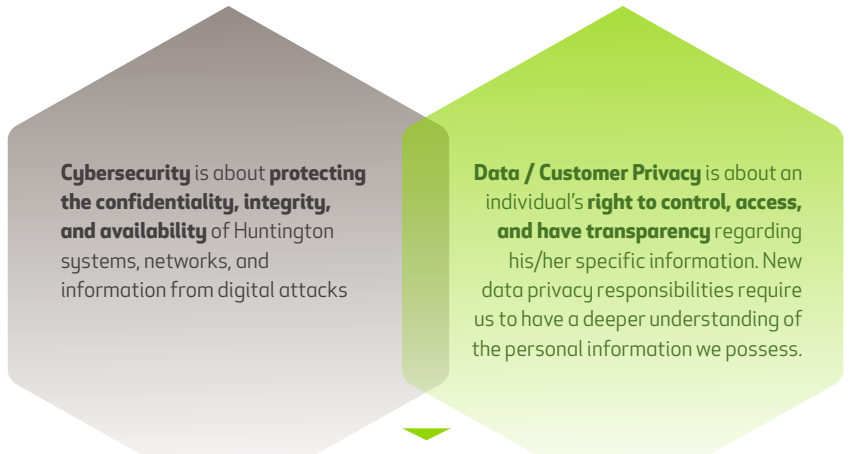 Cybersecurity is about protecting
the confidentiality, integrity,
and availability of Huntington
systems, networks, and
information from digital attacks
Data / Customer Privacy is about an
individual's right to control, access,
and have transparency regarding
his/her specific information. New
data privacy responsibilities require
us to have a deeper understanding of
the personal information we possess.